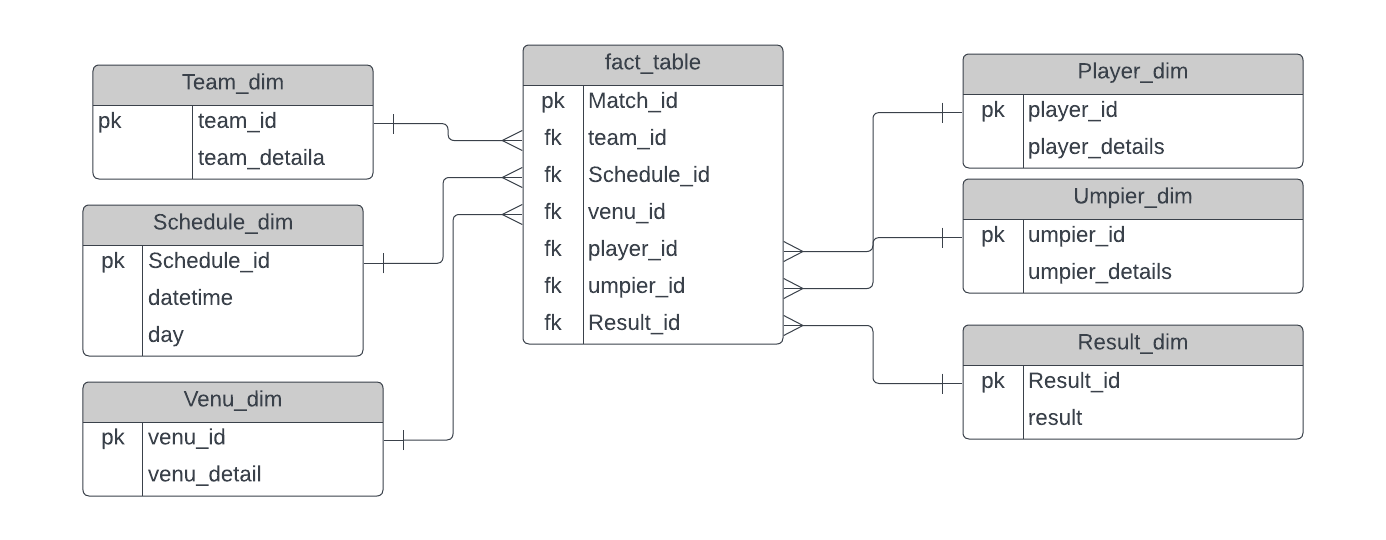 Team_dim
pk team_id
team_detaila
Schedule_dim
pk Schedule_id
datetime
day
Venu_dim
pk venu_id
venu_detail
fact_table
pk Match_id
fk team_id
fk Schedule_id
fk venu_id
fk player_id
fk umpier_id
fk Result_id
Player_dim
pk player_id
player_details
Umpier_dim
pk umpier_id
umpier_details
Result_dim
pk Result_id
result